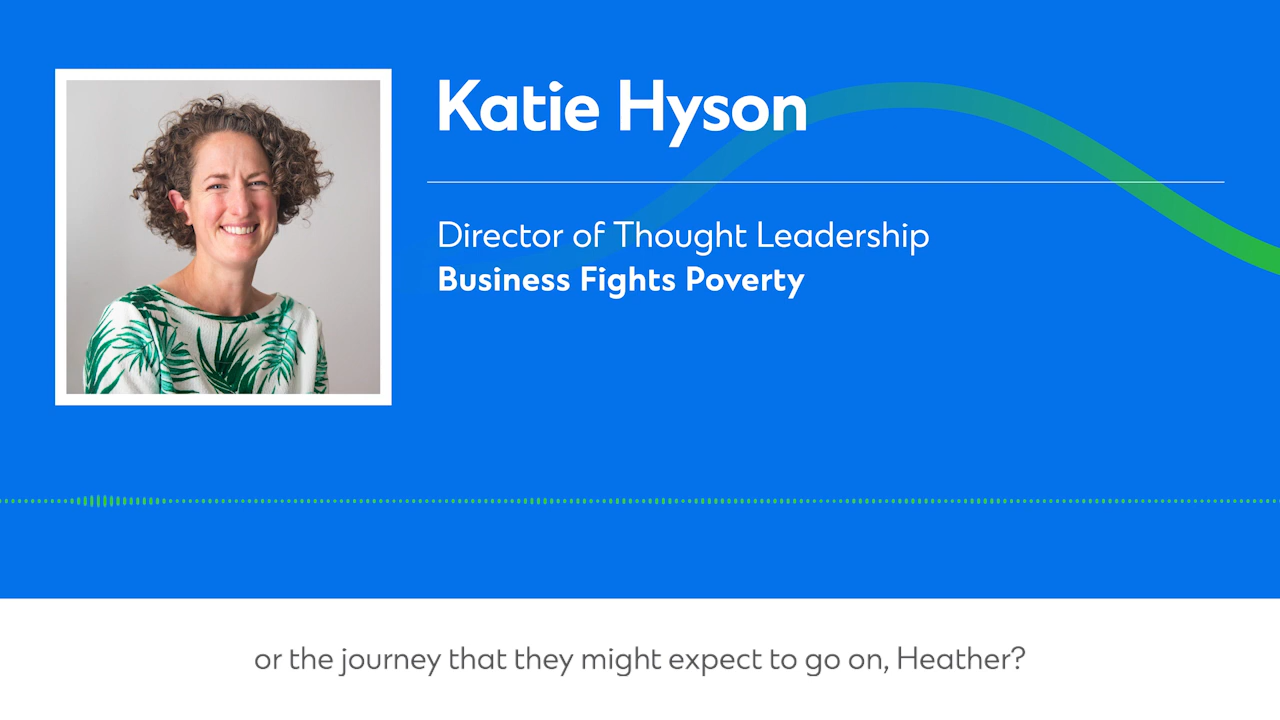 Katie Hyson
Director of Thought Leadership
Business Fights Poverty
or the journey that they might expect to go on, Heather?